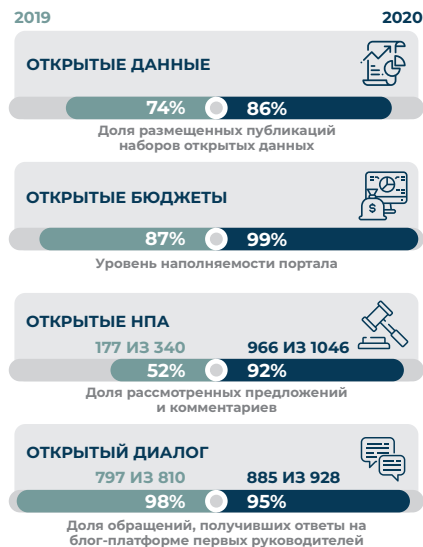 2019 2020
ОТКРЫТЫЕ ДАННЫЕ
74% 86%
Доля размещенных публикаций
наборов открытых данных
ОТКРЫТЫЕ БЮДЖЕТЫ
$
87% 99%
Уровень наполняемости портала
ОТКРЫТЫЕ НПА
177 ИЗ 340 966 ИЗ 1046
52% 92%
Доля рассмотренных предложений
и комментариев
ОТКРЫТЫЙ ДИАЛОГ
797 ИЗ 810 885 ИЗ 928
98% 95%
Доля обращений, получивших ответы на
блог-платформе первых руководителей